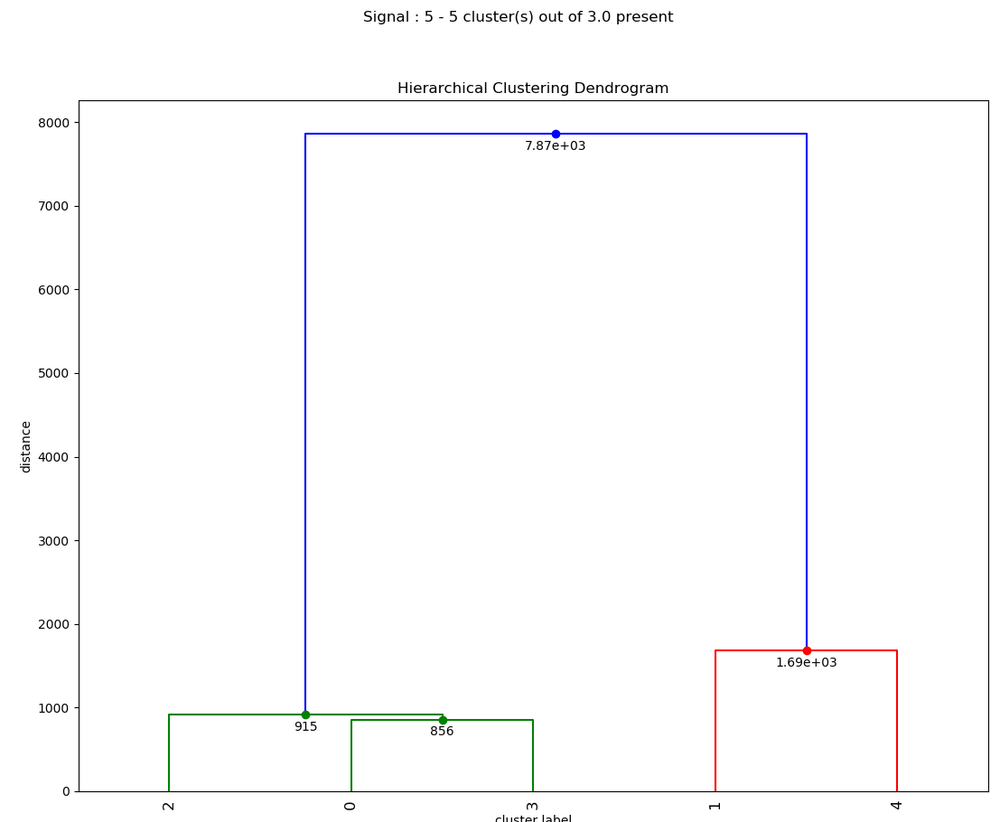 Signal : 5 - 5 cluster(s) out of 3.0 present
Hierarchical Clustering Dendrogram
8000
7.87e+03
7000
6000
5000
distance
4000
3000
2000
1.69e+03
1000
915
856
0
2 0 3 1 4
cluster label